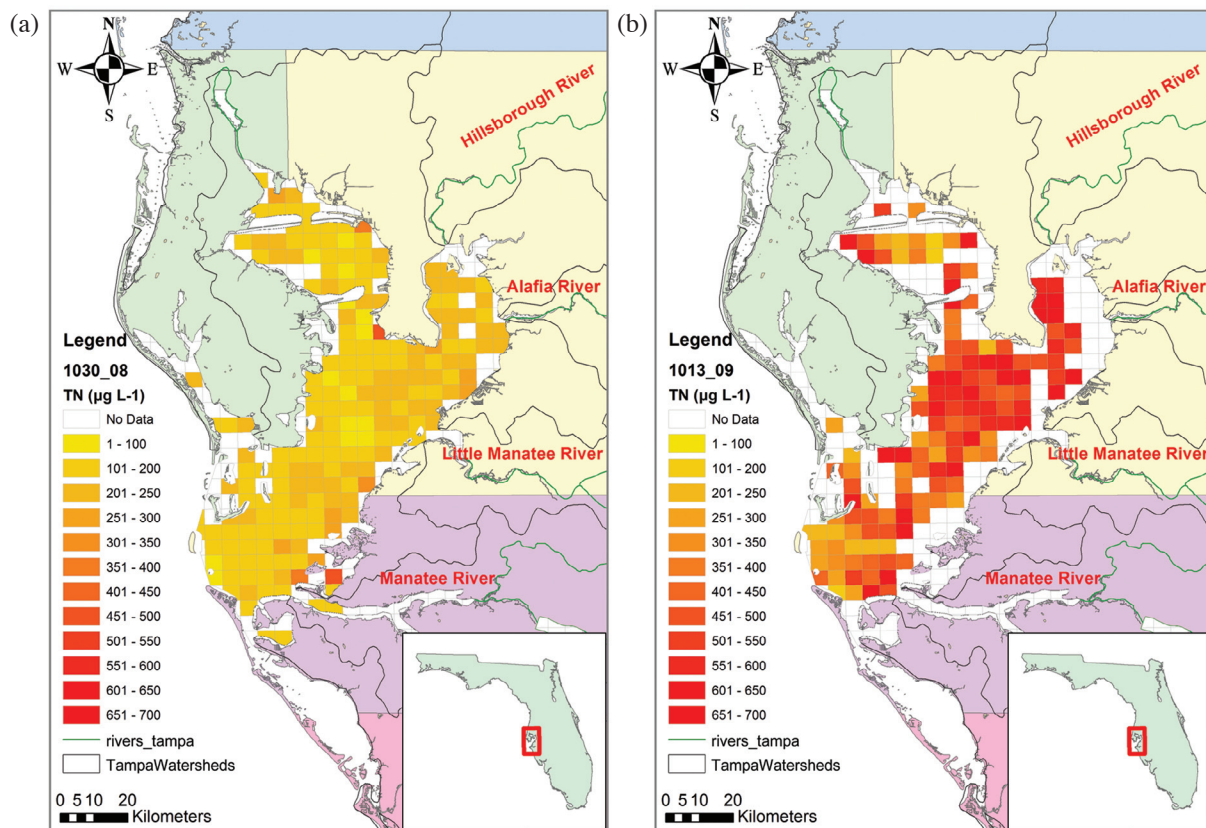 (a)
N
W E
S
Hillsborough River
Alafia River
Little Manatee River
Manatee River
Legend
1030_08
TN (µg L-1)
No Data
1 - 100
101 - 200
201 - 250
251 - 300
301 - 350
351 - 400
401 - 450
451 - 500
501 - 550
551 - 600
601 - 650
651 - 700
rivers_tampa
TampaWatersheds
0 5 10 20
Kilometers
(b)
N
W E
S
Hillsborough River
Alafia River
Little Manatee River
Manatee River
Legend
1013_09
TN (µg L-1)
No Data
1 - 100
101 - 200
201 - 250
251 - 300
301 - 350
351 - 400
401 - 450
451 - 500
501 - 550
551 - 600
601 - 650
651 - 700
rivers_tampa
TampaWatersheds
0 5 10 20
Kilometers